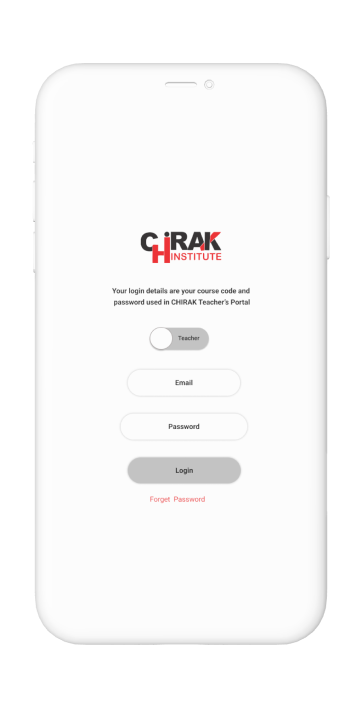 CHiRAK
INSTITUTE
Your login details are your course code and
password used in CHIRAK Teacher's Portal
Teacher
Email
Password
Login
Forget Password